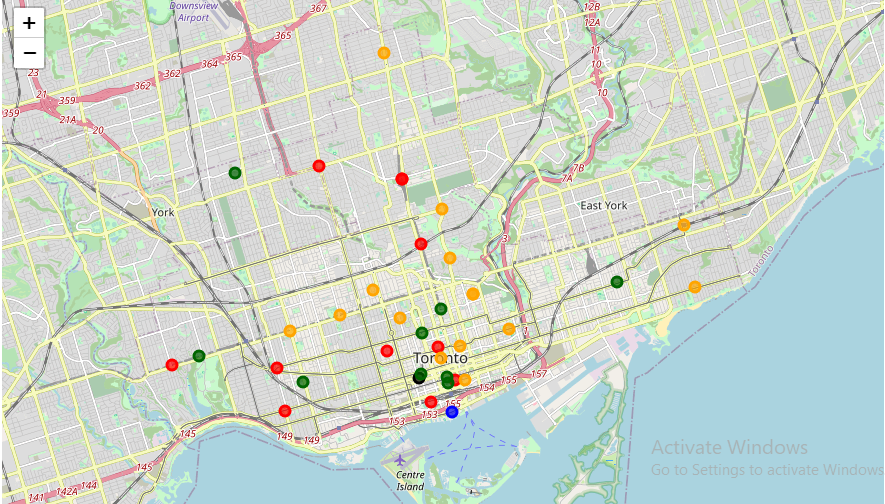 +
−
Downsview
Airport
367
365
365
364
362
362
23
21
359
359
21A
20
12B
12A
11
10
10
7B
7A
York
East York
3
Toronto
1
Toronto
157
155
154
155
153
153
149
149
145
145
144
142A
141
Centre
Island
Activate Windows
Go to Settings to activate Windows